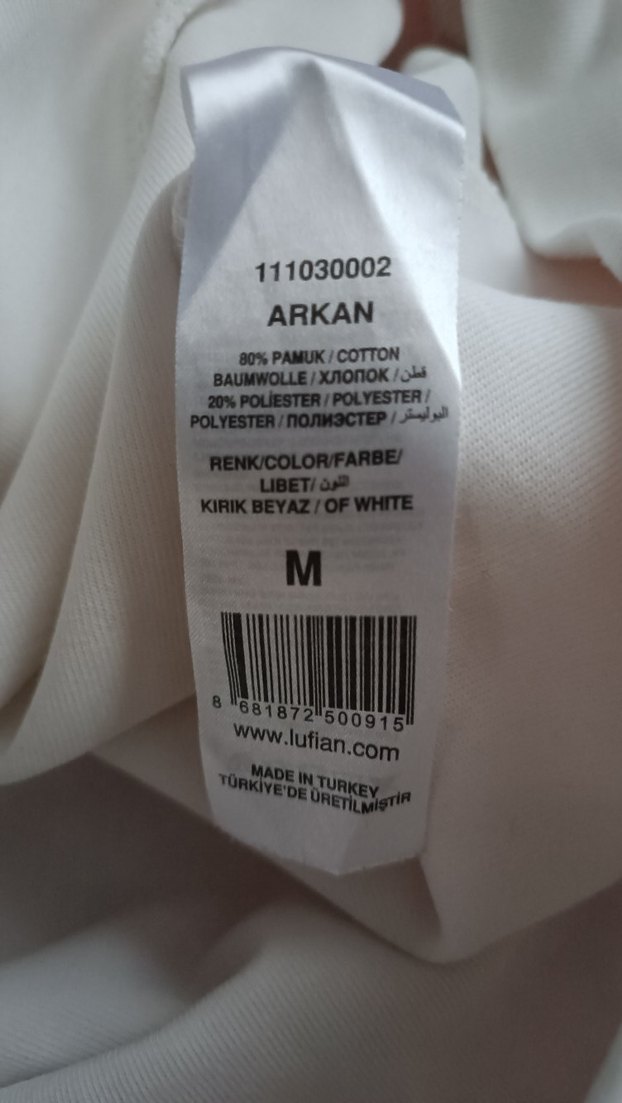 111030002
ARKAN
80% PAMUK / COTTON
BAUMWOLLE / ХЛОПОК / قطن
20% POLİESTER / POLYESTER /
POLYESTER / ПОЛИЭСТЕР / البوليستر
RENK/COLOR/FARBE/
LIBET/ اللون
KIRIK BEYAZ / OF WHITE
M
8 681872 500915
www.lufian.com
MADE IN TURKEY
TÜRKİYE'DE ÜRETİLMİŞTİR